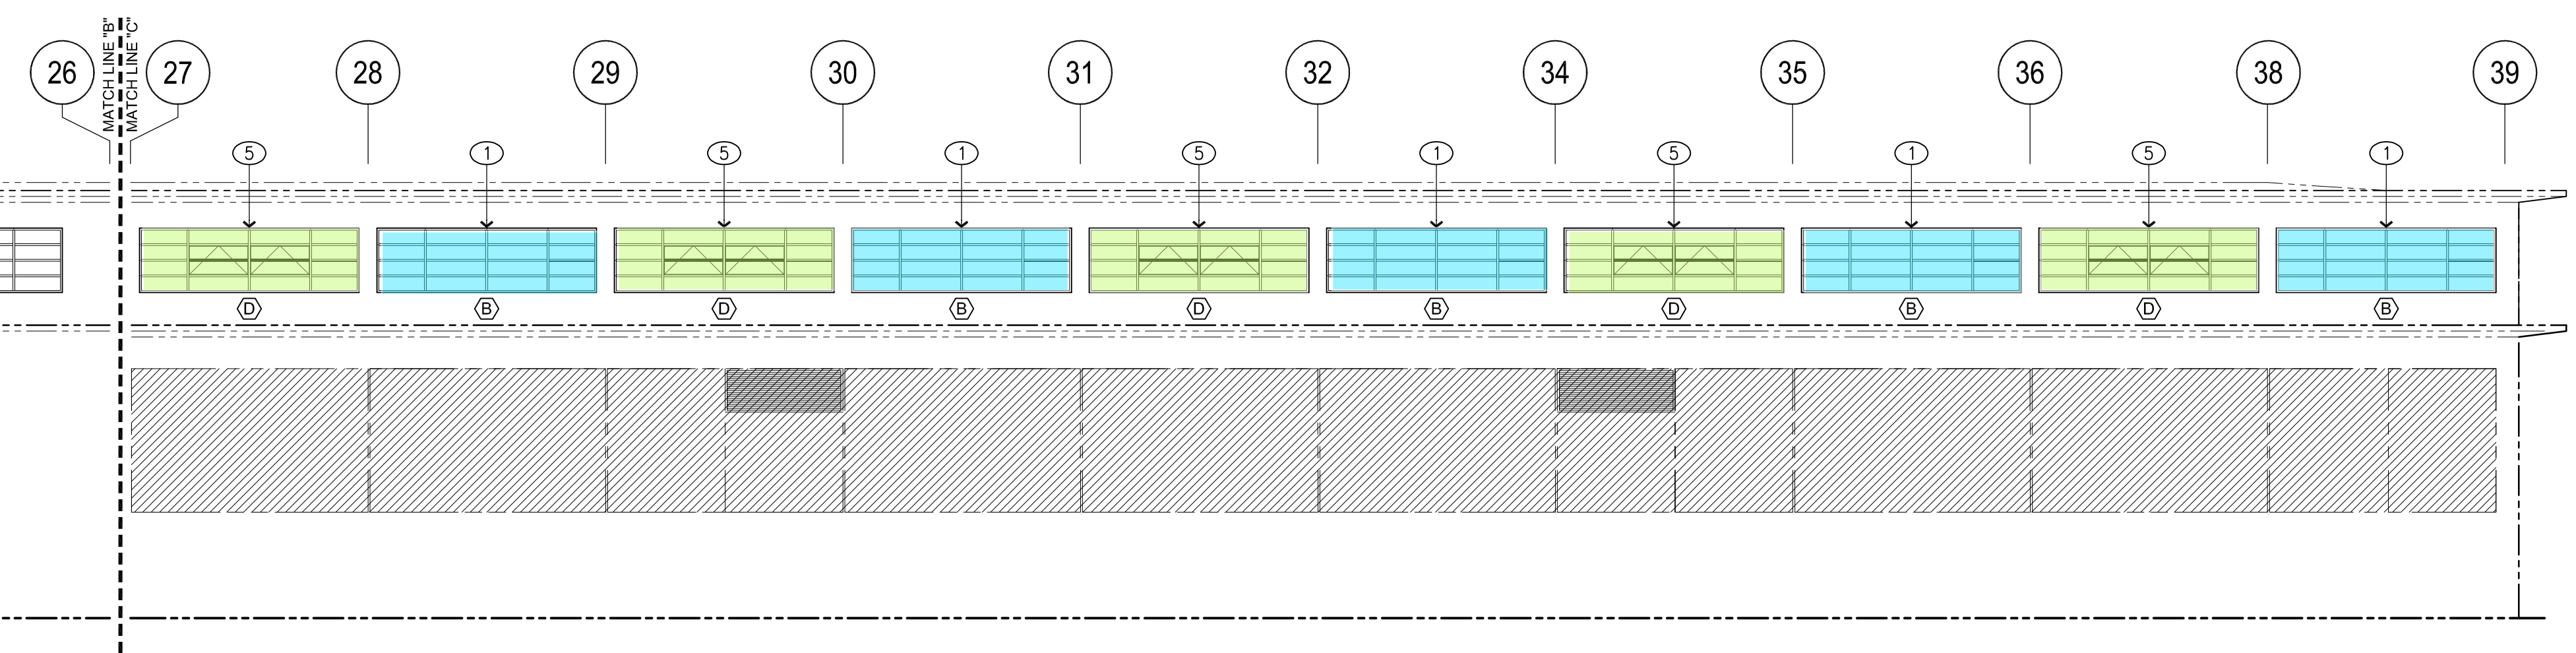 MATCH LINE "B"
MATCH LINE "C"
26 27 28 29 30 31 32 34 35 36 38 39
5 1 5 1 5 1 5 1 5 1
D B D B D B D B D B